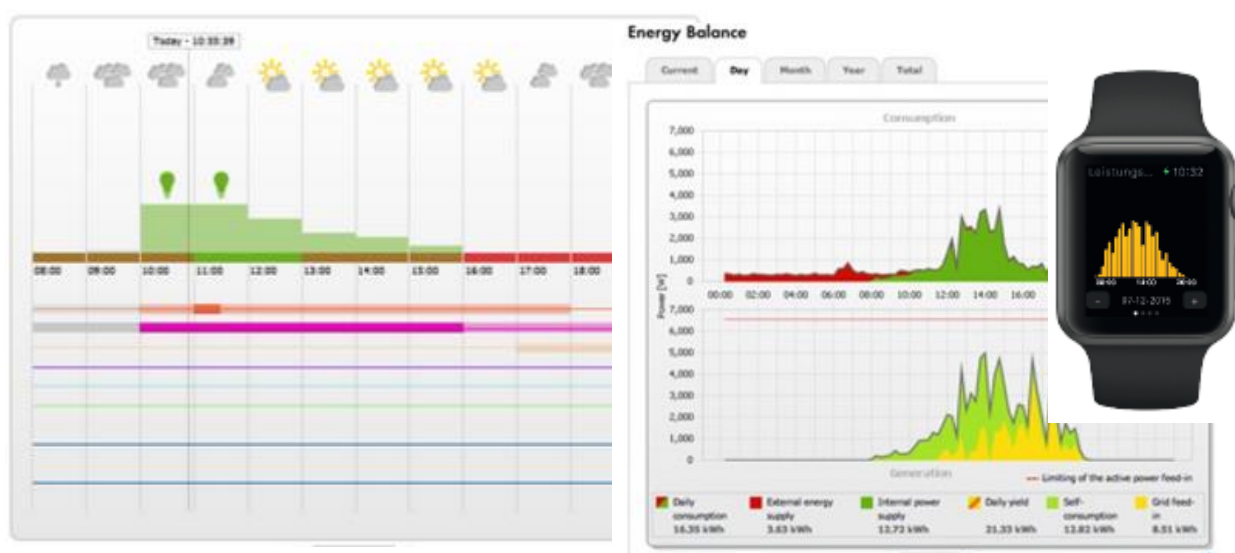 Today - 10:35:39
08:00 09:00 10:00 11:00 12:00 13:00 14:00 15:00 16:00 17:00 18:00
Energy Balance
Current Day Month Year Total
Consumption
7,000
6,000
5,000
4,000
3,000
2,000
1,000
0
00:00 02:00 04:00 06:00 08:00 10:00 12:00 14:00 16:00
Power [W]
7,000
6,000
5,000
4,000
3,000
2,000
1,000
0
Generation
Limiting of the active power feed-in
Daily consumption 16.35 kWh
External energy supply 3.63 kWh
Internal power supply 12.72 kWh
Daily yield 21.33 kWh
Self-consumption 12.82 kWh
Grid feed-in 8.51 kWh
Leistungs... 10:32
- 07-12-2015 +